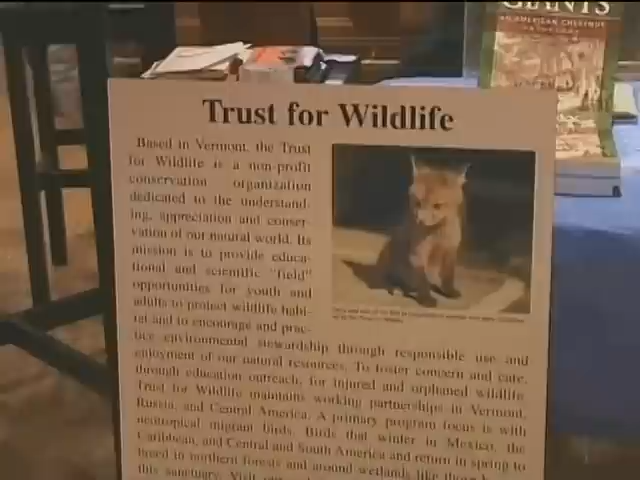 GIANTS
AN AMERICAN CHESTNUT
Trust for Wildlife
Based in Vermont, the Trust
for Wildlife is a non-profit
conservation organization
dedicated to the understand-
ing, appreciation and conser-
vation of our natural world. Its
mission is to provide educa-
tional and scientific "field"
opportunities for youth and
adults to protect wildlife habi-
tat and to encourage and prac-
tice environmental stewardship through responsible use and
enjoyment of our natural resources. To foster concern and care,
through education outreach, for injured and orphaned wildlife.
Trust for Wildlife maintains working partnerships in Vermont,
Russia, and Central America. A primary program focus is with
neotropical migrant birds. Birds that winter in Mexico, the
Caribbean, and Central and South America and return in spring to
breed in northern forests and around wetlands like those
this sanctuary. Visit